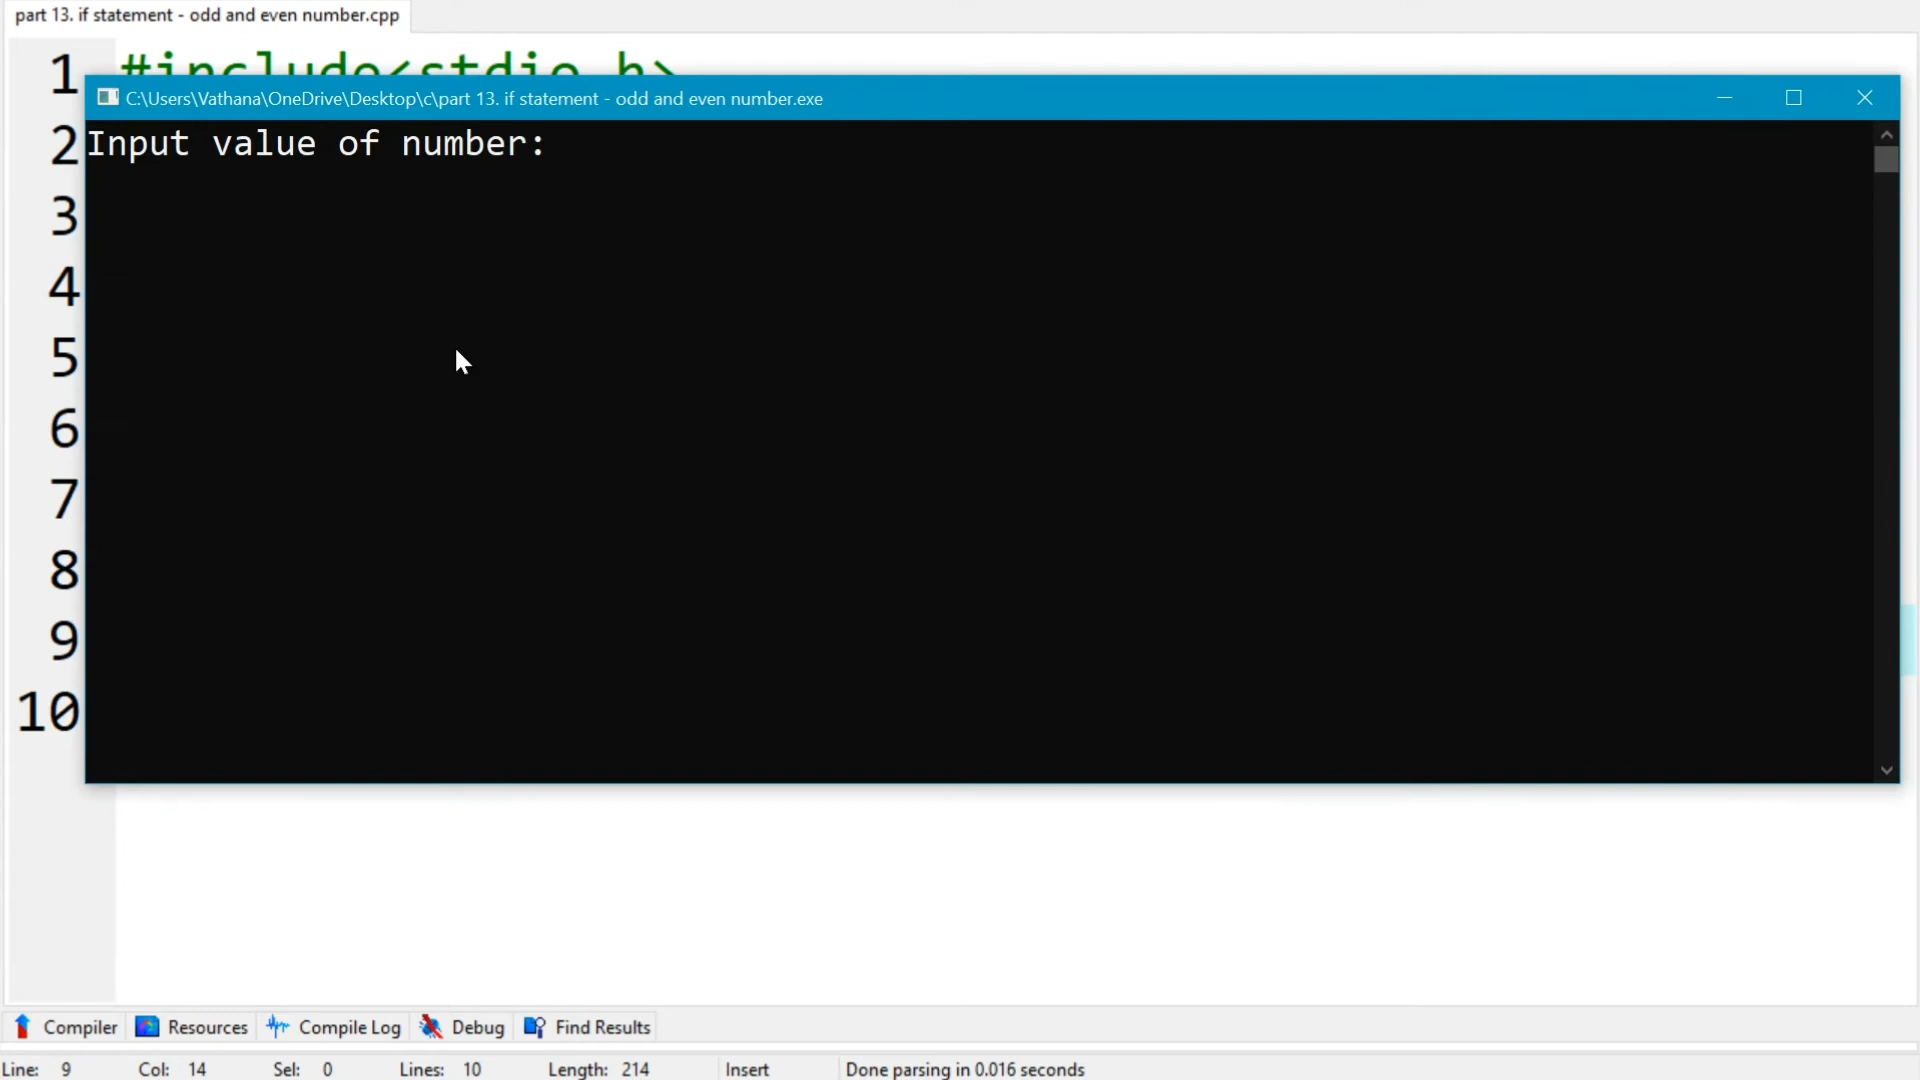 part 13. if statement - odd and even number.cpp
1 #include<stdio.h>
C:\Users\Vathana\OneDrive\Desktop\c\part 13. if statement - odd and even number.exe
2 Input value of number:
3
4
5
6
7
8
9
10
Compiler Resources Compile Log Debug Find Results
Line: 9 Col: 14 Sel: 0 Lines: 10 Length: 214 Insert Done parsing in 0.016 seconds